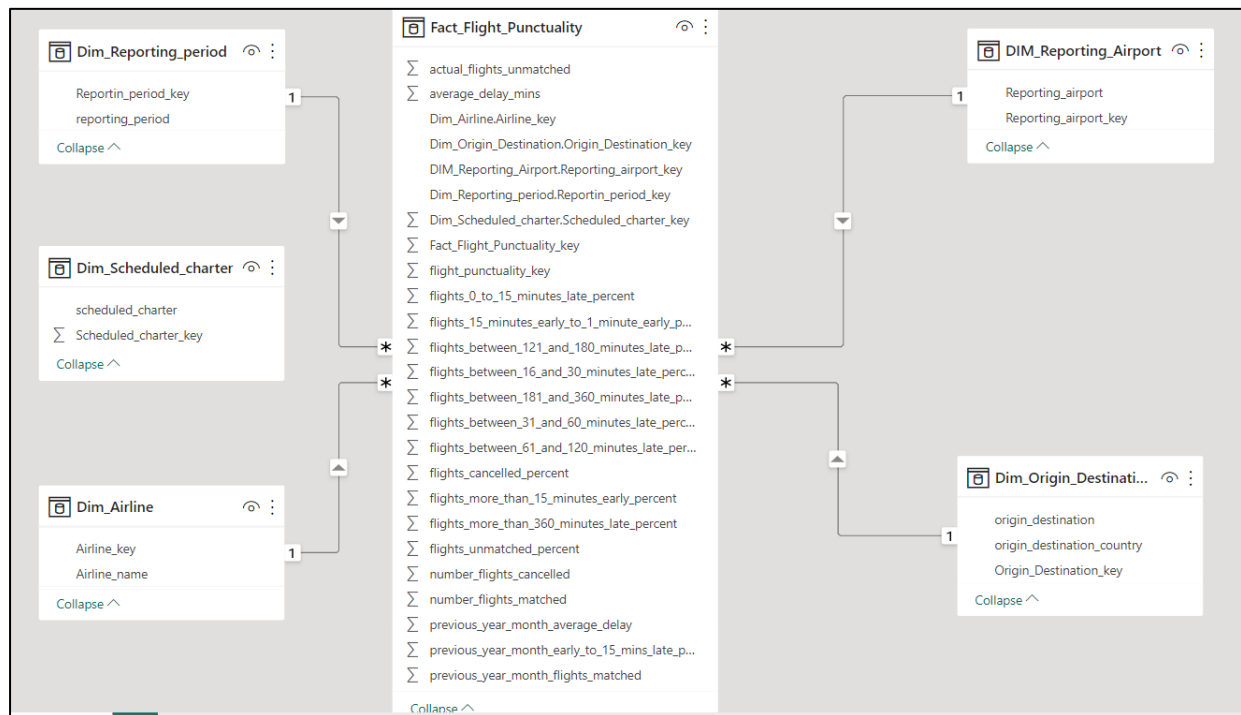 Dim_Reporting_period
Reportin_period_key
reporting_period
Collapse
1
Dim_Scheduled_charter
scheduled_charter
Scheduled_charter_key
Collapse
Dim_Airline
Airline_key
Airline_name
Collapse
1
Fact_Flight_Punctuality
actual_flights_unmatched
average_delay_mins
Dim_Airline.Airline_key
Dim_Origin_Destination.Origin_Destination_key
DIM_Reporting_Airport.Reporting_airport_key
Dim_Reporting_period.Reportin_period_key
Dim_Scheduled_charter.Scheduled_charter_key
Fact_Flight_Punctuality_key
flight_punctuality_key
flights_0_to_15_minutes_late_percent
flights_15_minutes_early_to_1_minute_early_p...
flights_between_121_and_180_minutes_late_p...
flights_between_16_and_30_minutes_late_perc...
flights_between_181_and_360_minutes_late_p...
flights_between_31_and_60_minutes_late_perc...
flights_between_61_and_120_minutes_late_per...
flights_cancelled_percent
flights_more_than_15_minutes_early_percent
flights_more_than_360_minutes_late_percent
flights_unmatched_percent
number_flights_cancelled
number_flights_matched
previous_year_month_average_delay
previous_year_month_early_to_15_mins_late_p...
previous_year_month_flights_matched
Collapse
* *
* *
DIM_Reporting_Airport
Reporting_airport
Reporting_airport_key
Collapse
1
Dim_Origin_Destinati...
origin_destination
origin_destination_country
Origin_Destination_key
Collapse
1